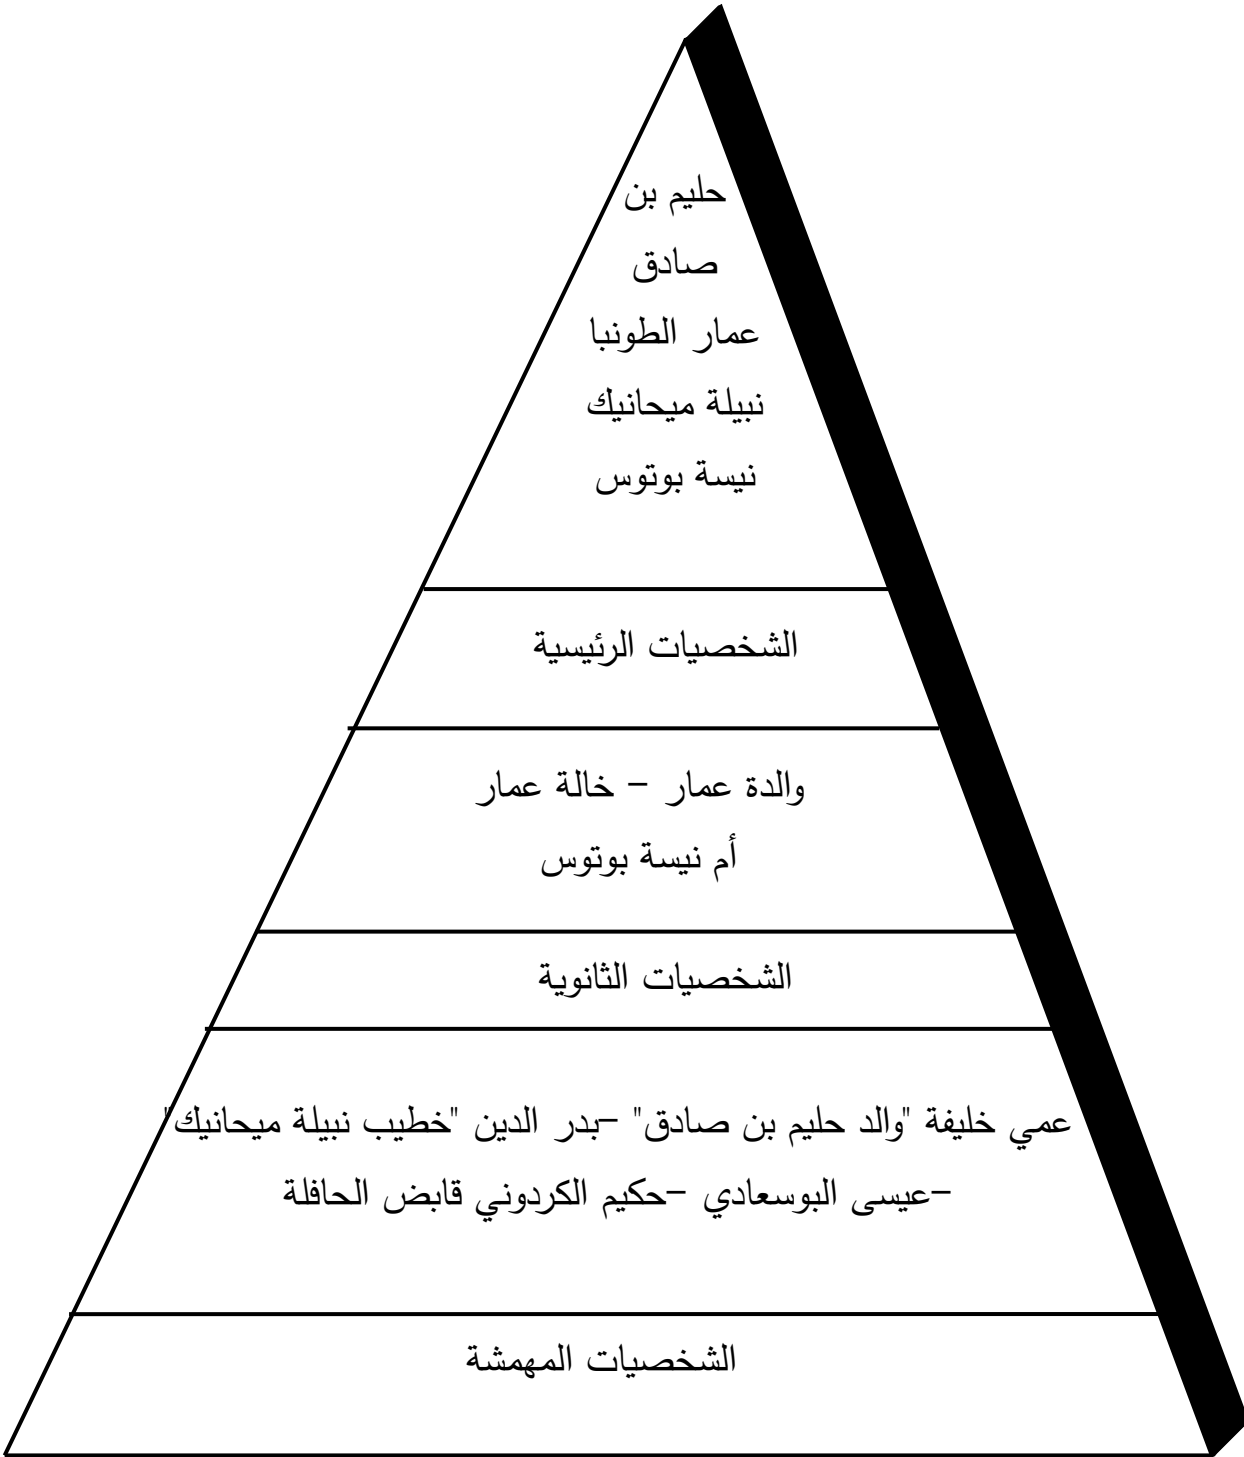 حليم بن
صادق
عمار الطونبا
نبيلة ميحانيك
نيسة بوتوس
الشخصيات الرئيسية
والدة عمار – خالة عمار
أم نيسة بوتوس
الشخصيات الثانوية
عمي خليفة "والد حليم بن صادق" –بدر الدين "خطيب نبيلة ميحانيك"
–عيسى البوسعادي –حكيم الكردوني قابض الحافلة
الشخصيات المهمشة